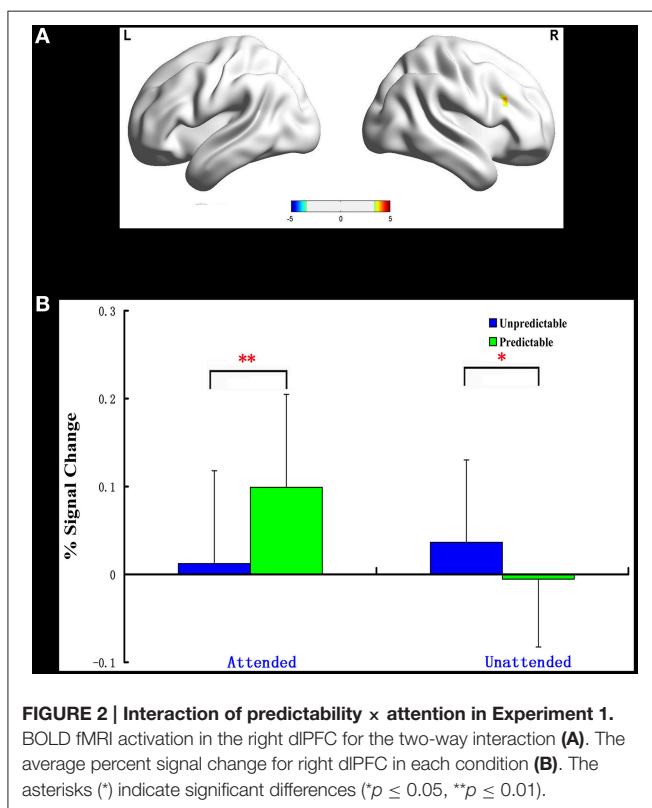 A
L
R
-5
0
5
B
0.3
Unpredictable
Predictable
**
*
0.2
% Signal Change
0.1
0
-0.1
Attended
Unattended
FIGURE 2 | Interaction of predictability × attention in Experiment 1.
BOLD fMRI activation in the right dlPFC for the two-way interaction (A). The
average percent signal change for right dlPFC in each condition (B). The
asterisks (*) indicate significant differences (*p ≤ 0.05, **p ≤ 0.01).